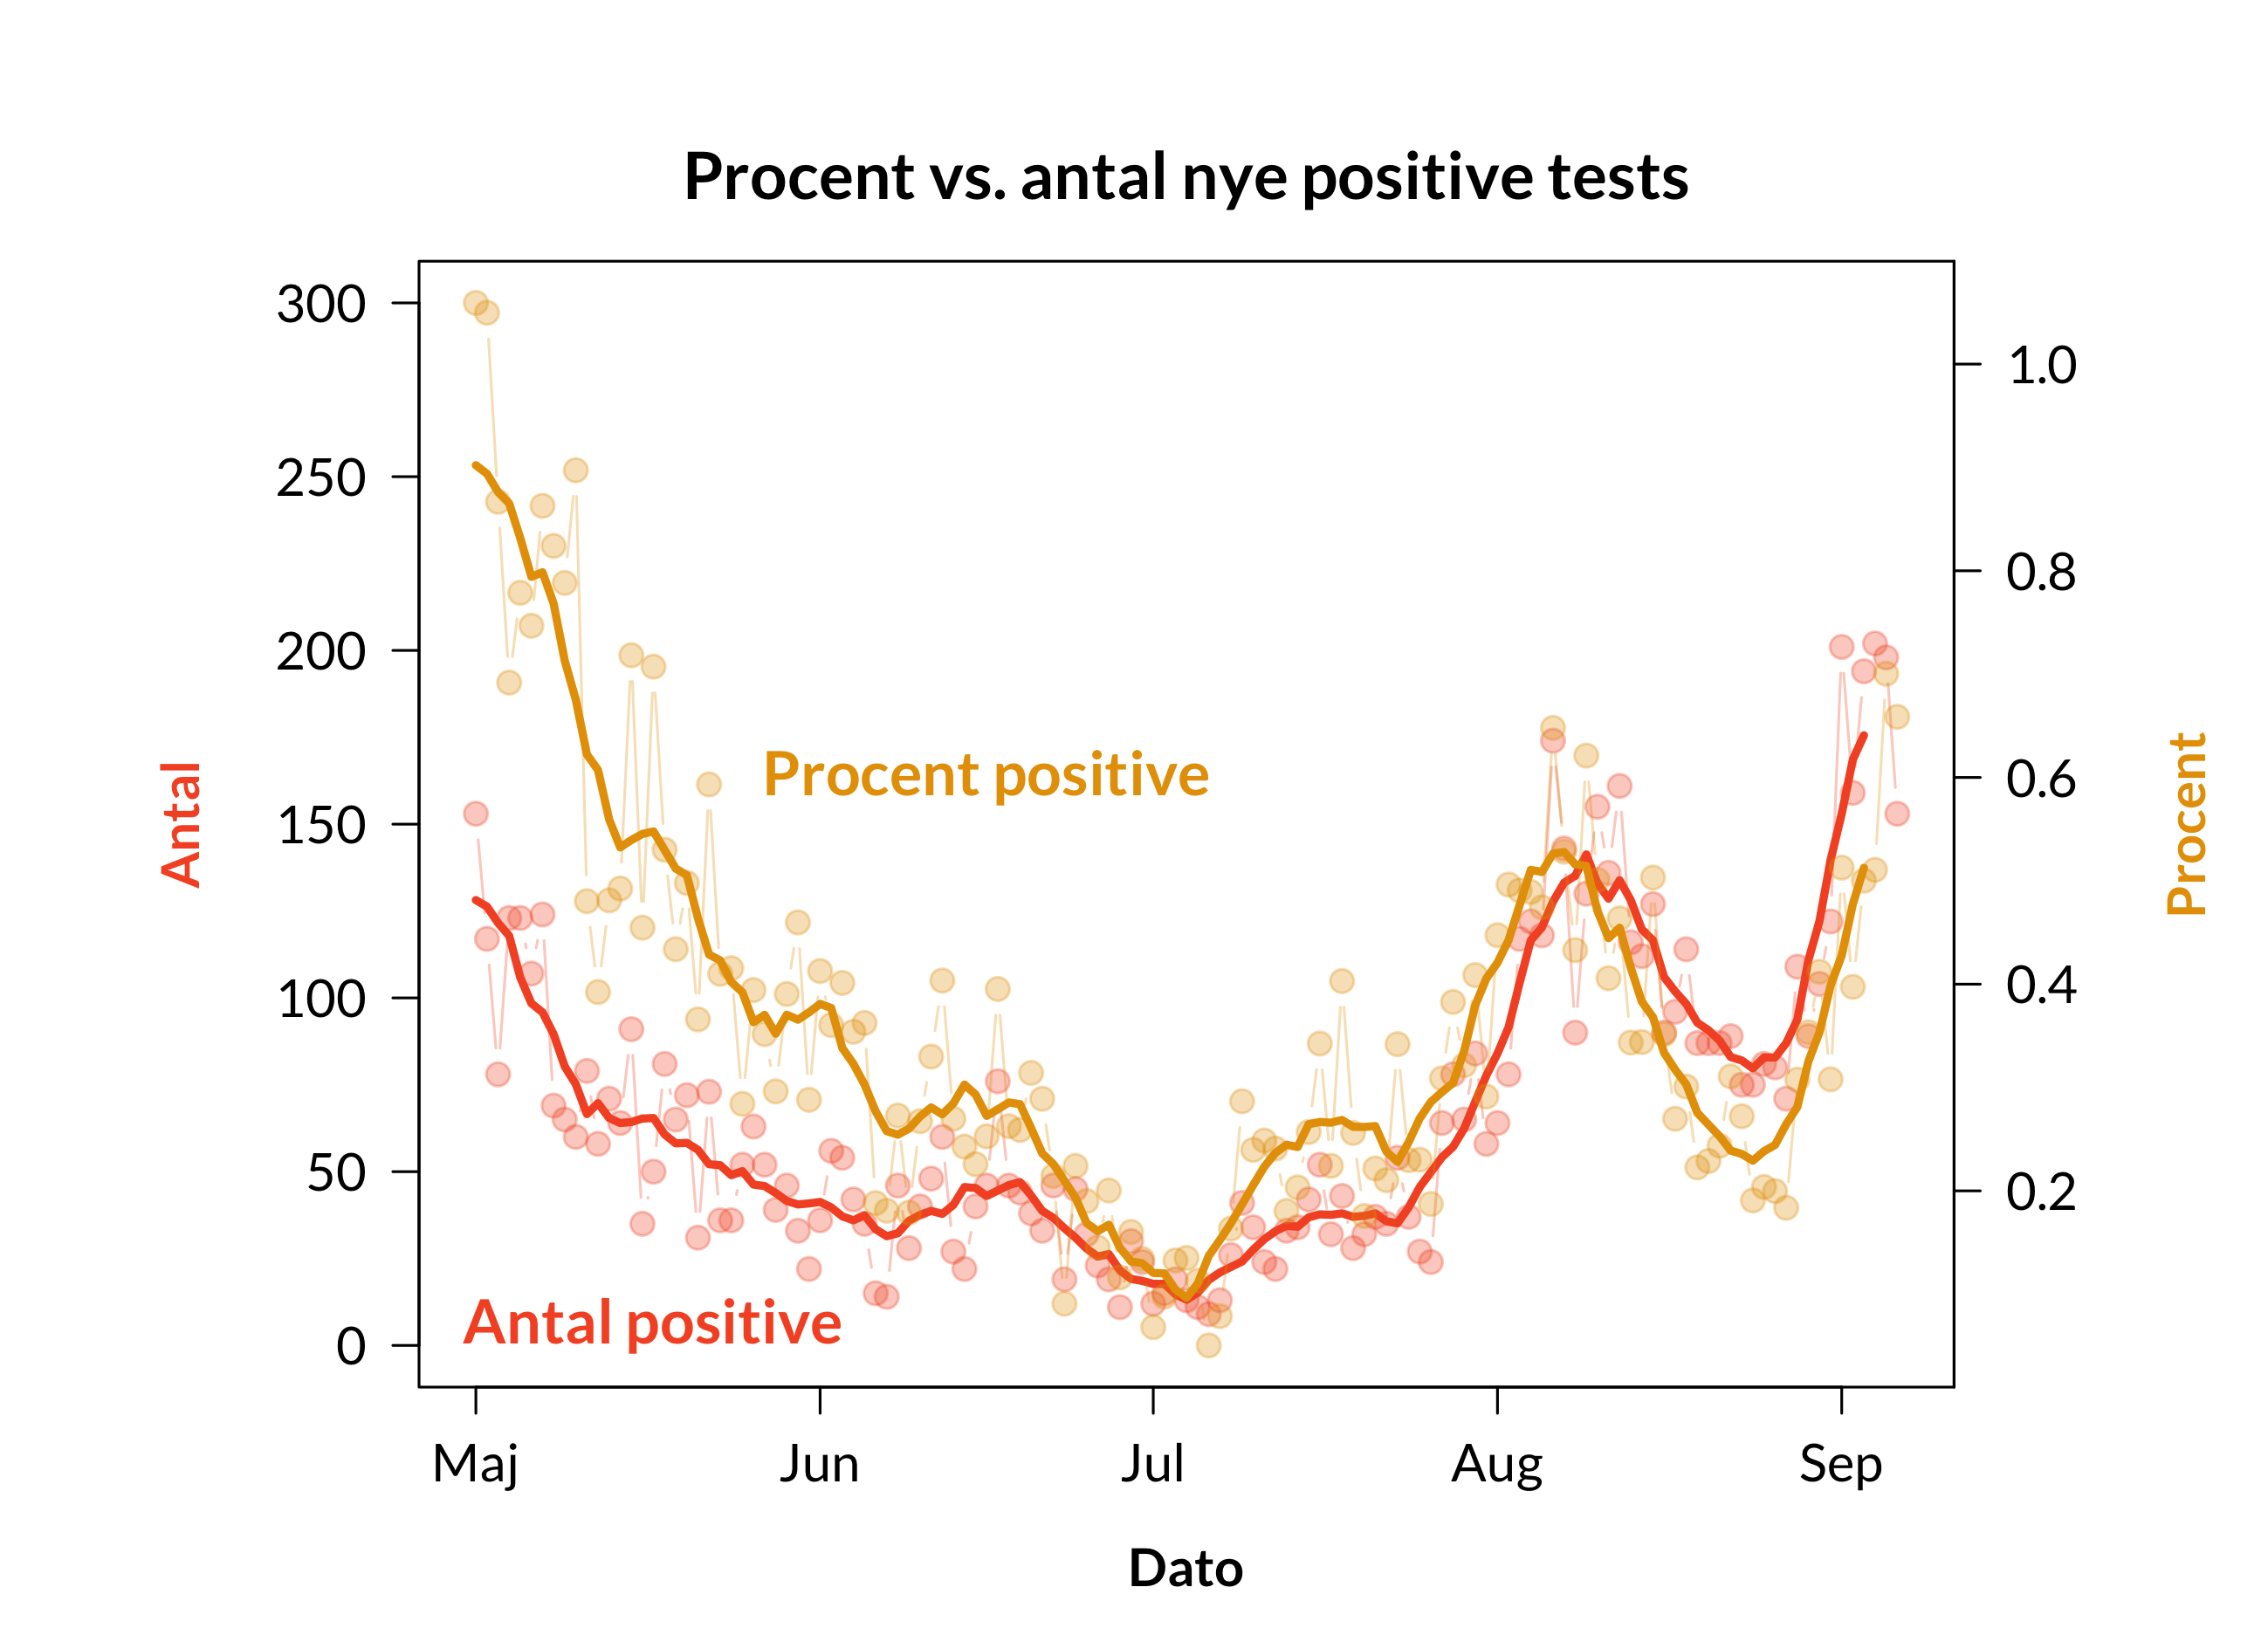 Procent vs. antal nye positive tests
300
250
200
150
100
50
0
Antal
1.0
0.8
0.6
0.4
0.2
Procent
Procent positive
Antal positive
Maj
Jun
Jul
Aug
Sep
Dato